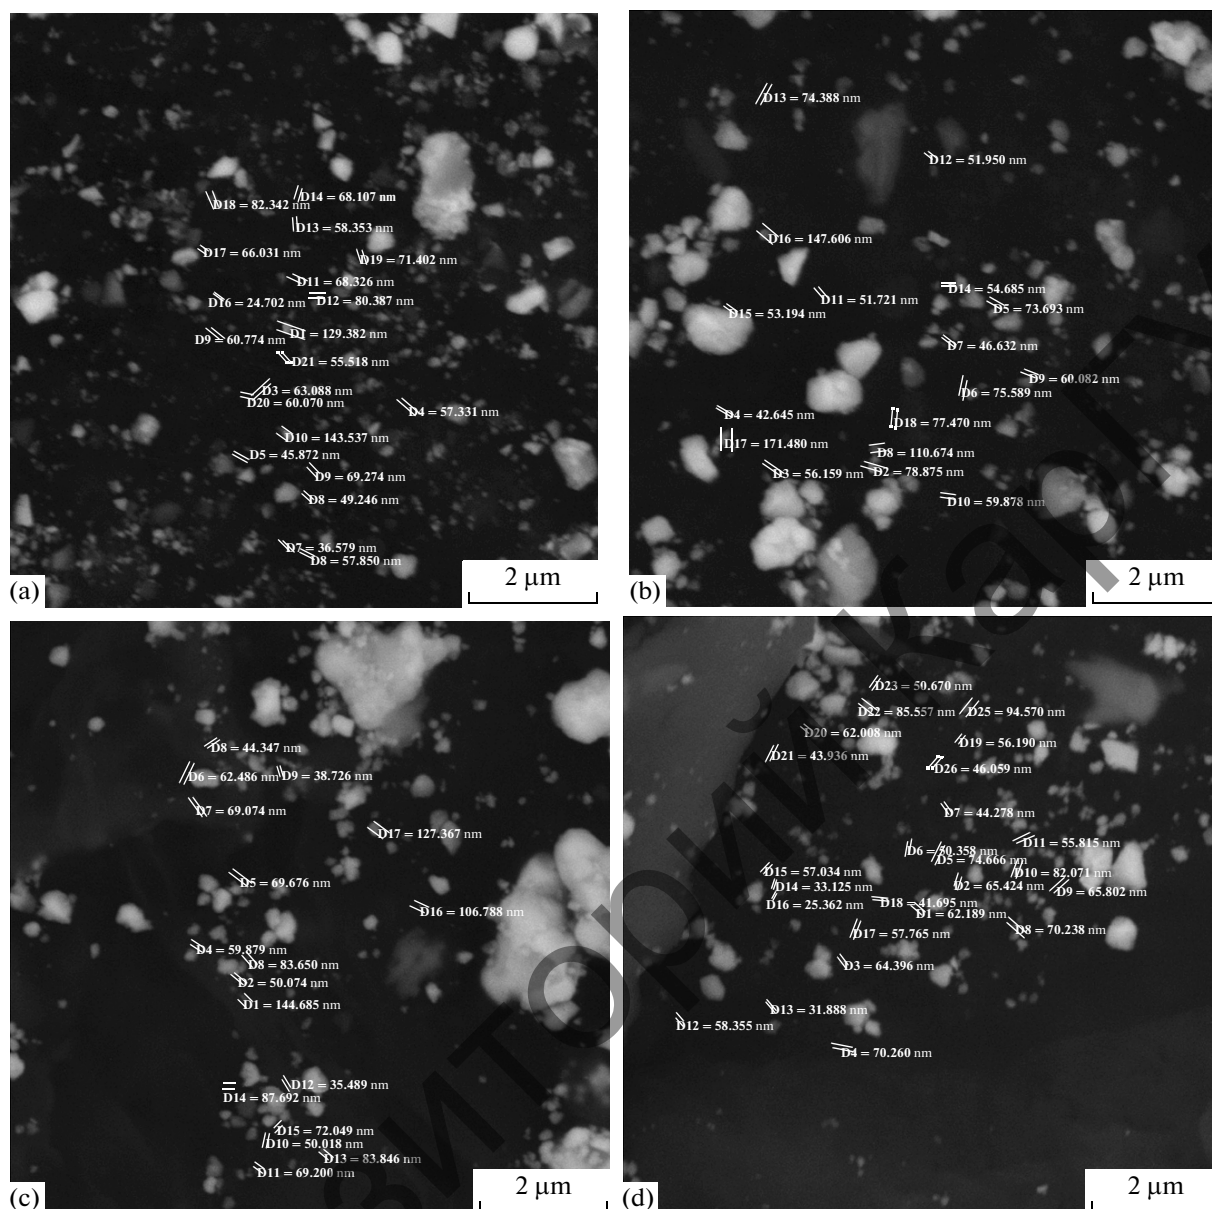 D14 = 68.107 nm
D18 = 82.342 nm
D13 = 58.353 nm
D17 = 66.031 nm
D19 = 71.402 nm
D11 = 68.326 nm
D16 = 24.702 nm
D12 = 80.387 nm
D1 = 129.382 nm
D9 = 60.774 nm
D21 = 55.518 nm
D3 = 63.088 nm
D20 = 60.070 nm
D4 = 57.331 nm
D10 = 143.537 nm
D5 = 45.872 nm
D9 = 69.274 nm
D8 = 49.246 nm
D7 = 36.579 nm
D8 = 57.850 nm
(a)
2 μm
D13 = 74.388 nm
D12 = 51.950 nm
D16 = 147.606 nm
D14 = 54.685 nm
D11 = 51.721 nm
D5 = 73.693 nm
D15 = 53.194 nm
D7 = 46.632 nm
D9 = 60.082 nm
D6 = 75.589 nm
D4 = 42.645 nm
D18 = 77.470 nm
D17 = 171.480 nm
D8 = 110.674 nm
D3 = 56.159 nm
D2 = 78.875 nm
D10 = 59.878 nm
(b)
2 μm
D8 = 44.347 nm
D6 = 62.486 nm
D9 = 38.726 nm
D7 = 69.074 nm
D17 = 127.367 nm
D5 = 69.676 nm
D16 = 106.788 nm
D4 = 59.879 nm
D8 = 83.650 nm
D2 = 50.074 nm
D1 = 144.685 nm
D12 = 35.489 nm
D14 = 87.692 nm
D15 = 72.049 nm
D10 = 50.018 nm
D13 = 83.846 nm
D11 = 69.200 nm
(c)
2 μm
D23 = 50.670 nm
D22 = 85.557 nm
D25 = 94.570 nm
D20 = 62.008 nm
D19 = 56.190 nm
D21 = 43.936 nm
D26 = 46.059 nm
D7 = 44.278 nm
D11 = 55.815 nm
D6 = 50.358 nm
D5 = 74.666 nm
D15 = 57.034 nm
D10 = 82.071 nm
D14 = 33.125 nm
D2 = 65.424 nm
D9 = 65.802 nm
D16 = 25.362 nm
D18 = 41.695 nm
D1 = 62.189 nm
D17 = 57.765 nm
D8 = 70.238 nm
D3 = 64.396 nm
D13 = 31.888 nm
D12 = 58.355 nm
D4 = 70.260 nm
(d)
2 μm